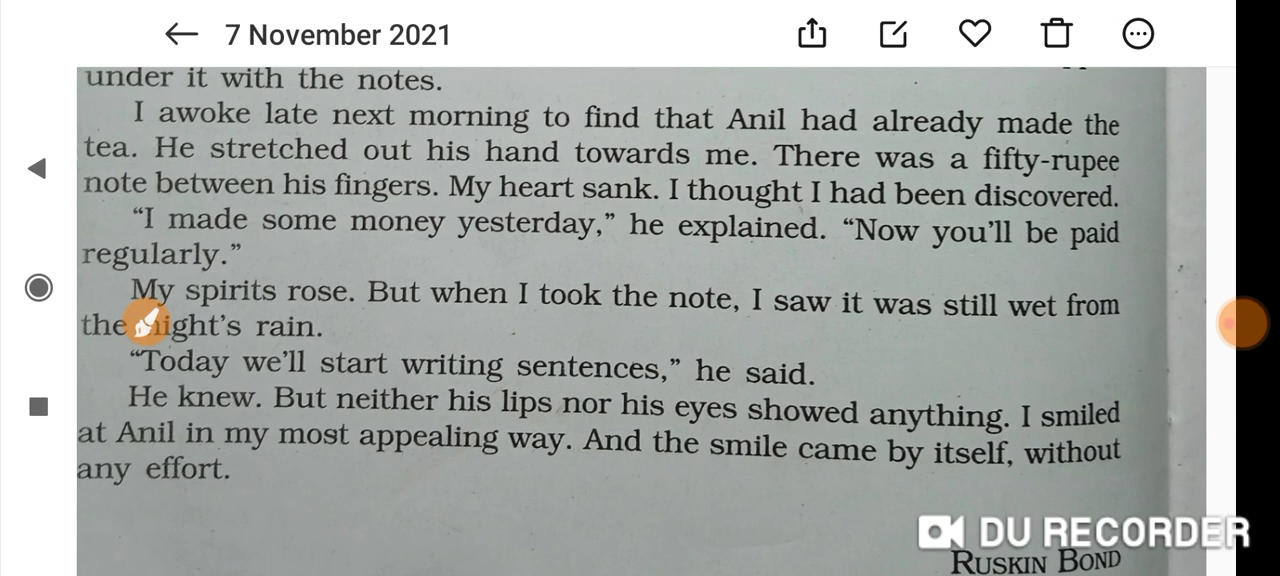 7 November 2021
under it with the notes.
I awoke late next morning to find that Anil had already made the
tea. He stretched out his hand towards me. There was a fifty-rupee
note between his fingers. My heart sank. I thought I had been discovered.
“I made some money yesterday,” he explained. “Now you’ll be paid
regularly.”
My spirits rose. But when I took the note, I saw it was still wet from
the night’s rain.
“Today we’ll start writing sentences,” he said.
He knew. But neither his lips nor his eyes showed anything. I smiled
at Anil in my most appealing way. And the smile came by itself, without
any effort.
DU RECORDER
RUSKIN BOND